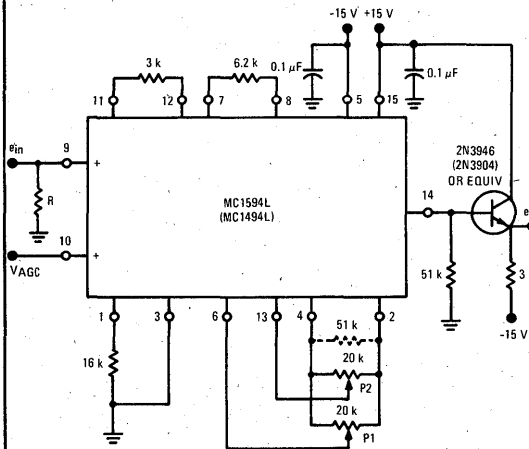 -15 V +15 V
3 k
6.2 k
0.1 μF
0.1 μF
11
12
7
8
5
15
2N3946
(2N3904)
OR EQUIV
ein
9
+
MC1594L
(MC1494L)
14
R
VAGC
10
+
51 k
3
-15 V
1
3
6
13
4
2
16 k
51 k
20 k
P2
20 k
P1